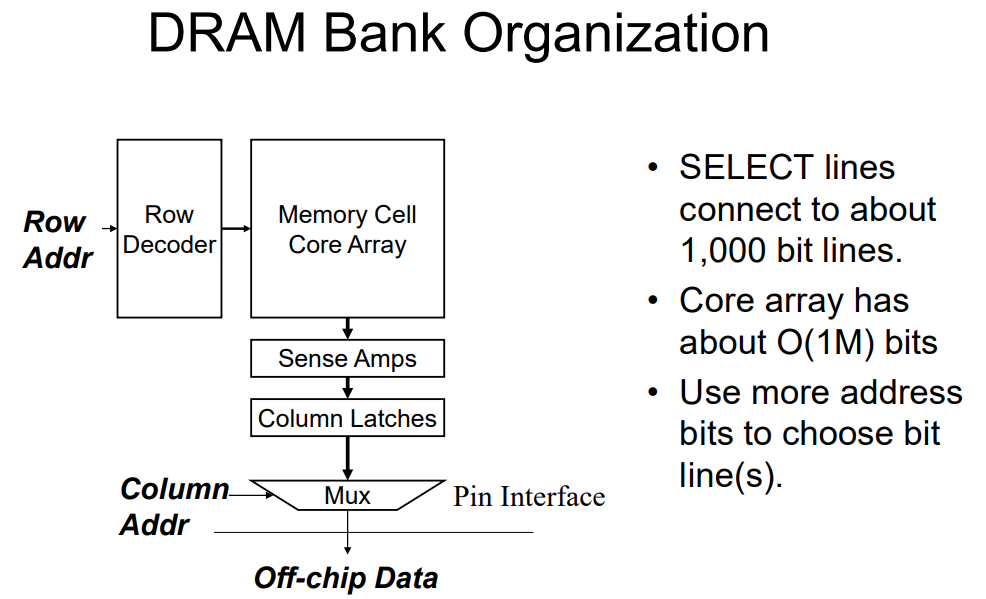 DRAM Bank Organization
Row
Addr
Row
Decoder
Memory Cell
Core Array
Sense Amps
Column Latches
Column
Addr
Mux
Pin Interface
Off-chip Data
• SELECT lines
connect to about
1,000 bit lines.
• Core array has
about O(1M) bits
• Use more address
bits to choose bit
line(s).